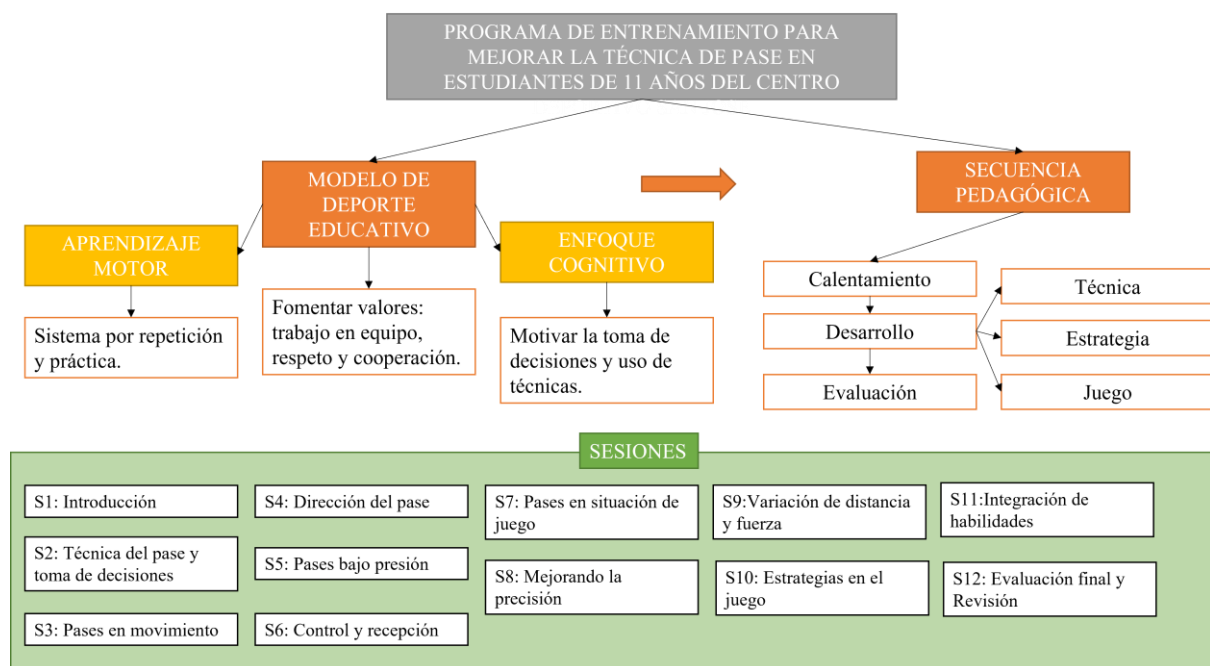 PROGRAMA DE ENTRENAMIENTO PARA
MEJORAR LA TÉCNICA DE PASE EN
ESTUDIANTES DE 11 AÑOS DEL CENTRO
MODELO DE
DEPORTE
EDUCATIVO
SECUENCIA
PEDAGÓGICA
APRENDIZAJE
MOTOR
ENFOQUE
COGNITIVO
Sistema por repetición
y práctica.
Fomentar valores:
trabajo en equipo,
respeto y cooperación.
Motivar la toma de
decisiones y uso de
técnicas.
Calentamiento
Desarrollo
Evaluación
Técnica
Estrategia
Juego
SESIONES
S1: Introducción
S2: Técnica del pase y
toma de decisiones
S3: Pases en movimiento
S4: Dirección del pase
S5: Pases bajo presión
S6: Control y recepción
S7: Pases en situación de
juego
S8: Mejorando la
precisión
S9:Variación de distancia
y fuerza
S10: Estrategias en el
juego
S11:Integración de
habilidades
S12: Evaluación final y
Revisión